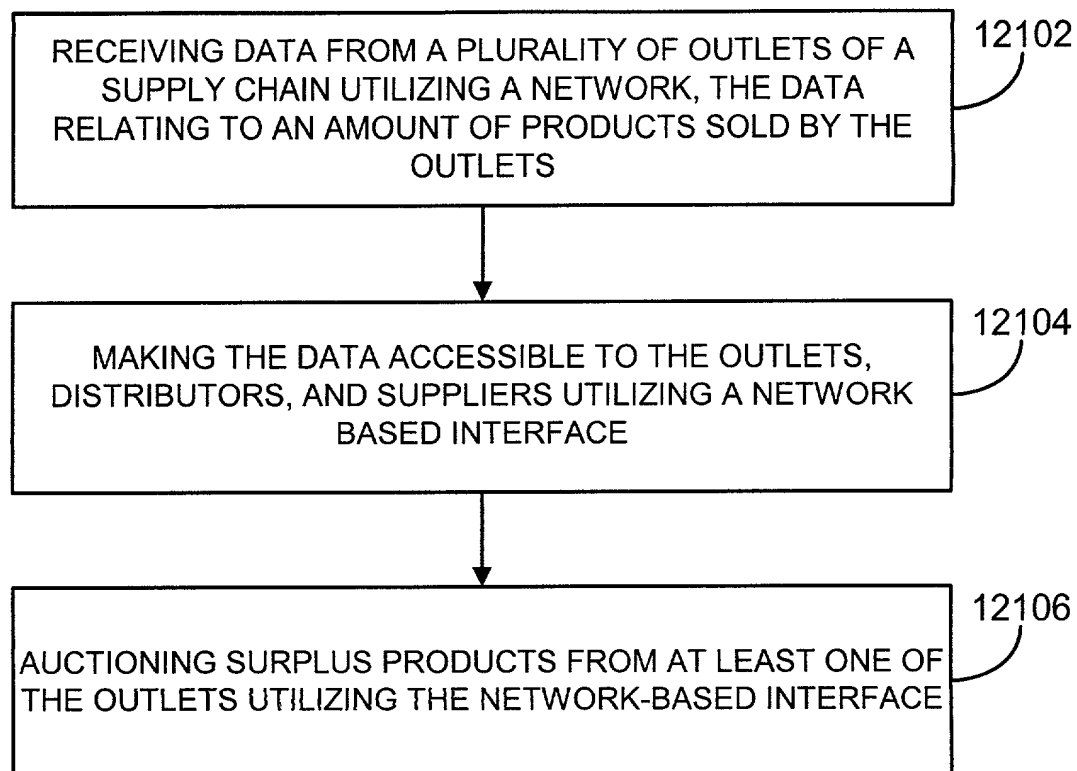 RECEIVING DATA FROM A PLURALITY OF OUTLETS OF A
SUPPLY CHAIN UTILIZING A NETWORK, THE DATA
RELATING TO AN AMOUNT OF PRODUCTS SOLD BY THE
OUTLETS
12102
MAKING THE DATA ACCESSIBLE TO THE OUTLETS,
DISTRIBUTORS, AND SUPPLIERS UTILIZING A NETWORK
BASED INTERFACE
12104
AUCTIONING SURPLUS PRODUCTS FROM AT LEAST ONE OF
THE OUTLETS UTILIZING THE NETWORK-BASED INTERFACE
12106